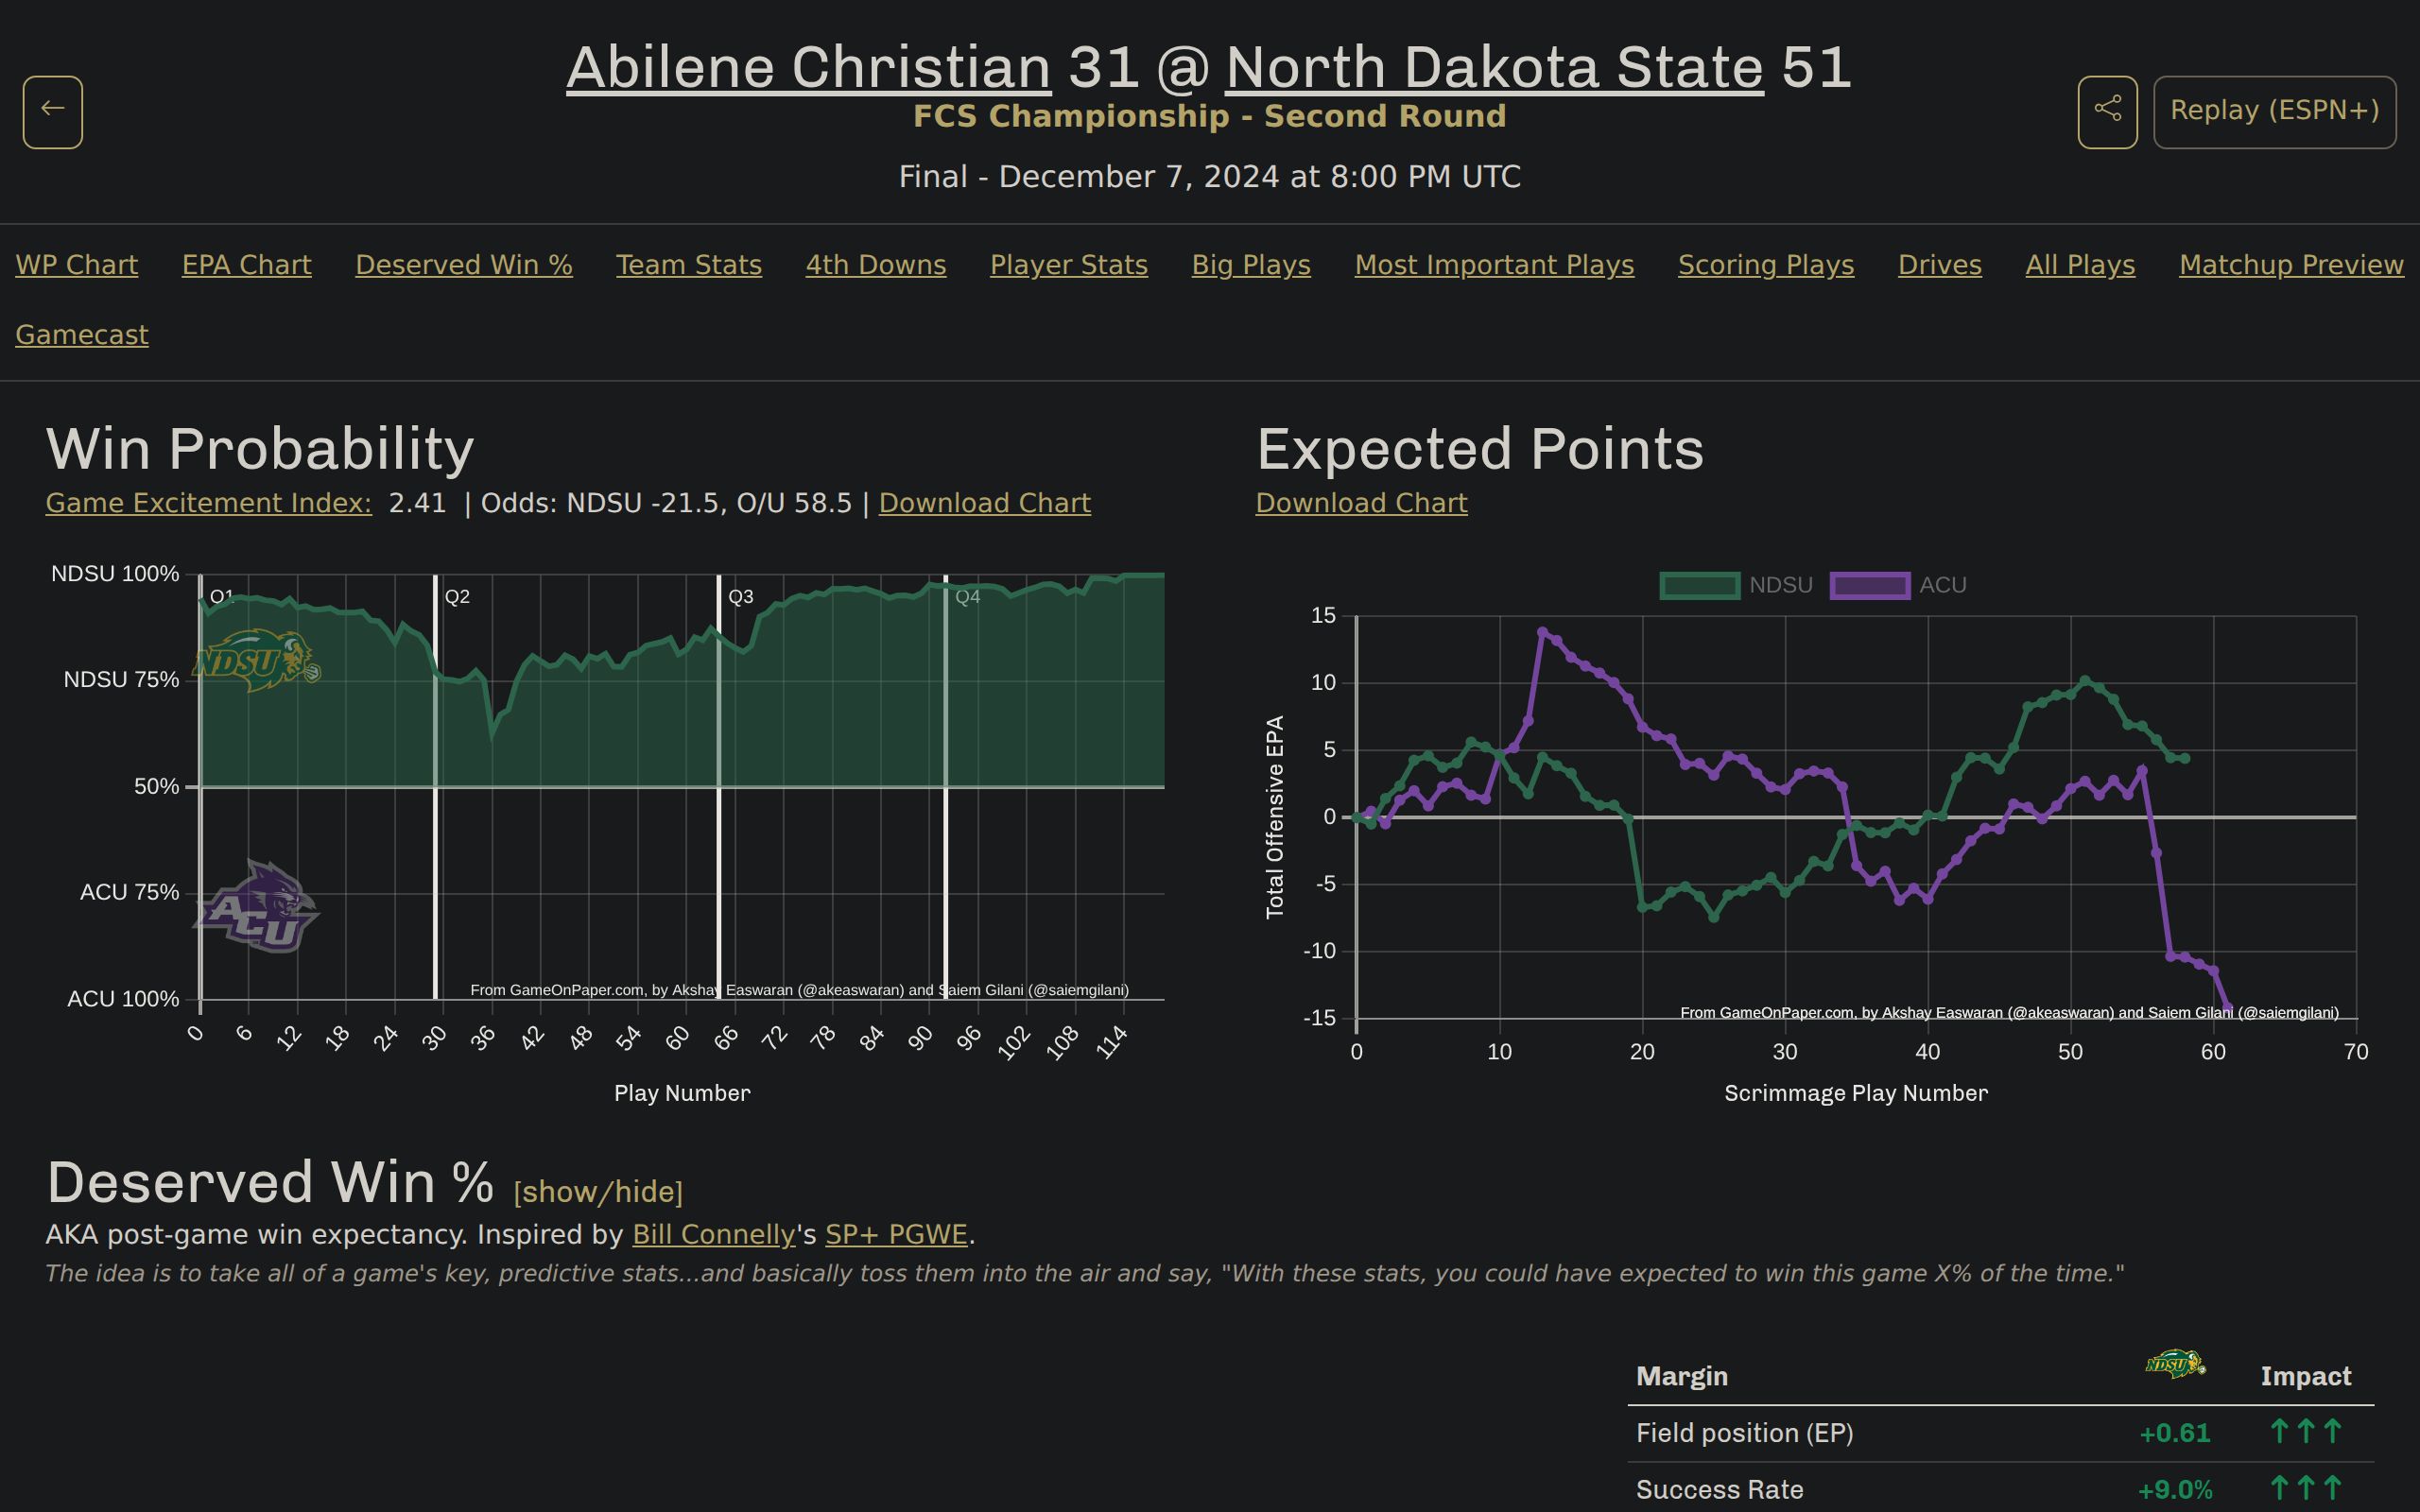 ←
Abilene Christian 31 @ North Dakota State 51
FCS Championship - Second Round
Final - December 7, 2024 at 8:00 PM UTC
Replay (ESPN+)
WP Chart EPA Chart Deserved Win % Team Stats 4th Downs Player Stats Big Plays Most Important Plays Scoring Plays Drives All Plays Matchup Preview
Gamecast
Win Probability
Game Excitement Index: 2.41 | Odds: NDSU -21.5, O/U 58.5 | Download Chart
NDSU 100%
NDSU 75%
50%
ACU 75%
ACU 100%
Q1 Q2 Q3 Q4
NDSU
ACU
From GameOnPaper.com, by Akshay Easwaran (@akeaswaran) and Saiem Gilani (@saiemgilani)
0 6 12 18 24 30 36 42 48 54 60 66 72 78 84 90 96 102 108 114
Play Number
Expected Points
Download Chart
NDSU ACU
Total Offensive EPA
15
10
5
0
-5
-10
-15
From GameOnPaper.com, by Akshay Easwaran (@akeaswaran) and Saiem Gilani (@saiemgilani)
0 10 20 30 40 50 60 70
Scrimmage Play Number
Deserved Win % [show/hide]
AKA post-game win expectancy. Inspired by Bill Connelly's SP+ PGWE.
The idea is to take all of a game's key, predictive stats...and basically toss them into the air and say, "With these stats, you could have expected to win this game X% of the time."
Margin NDSU Impact
Field position (EP) +0.61 ↑↑↑
Success Rate +9.0% ↑↑↑